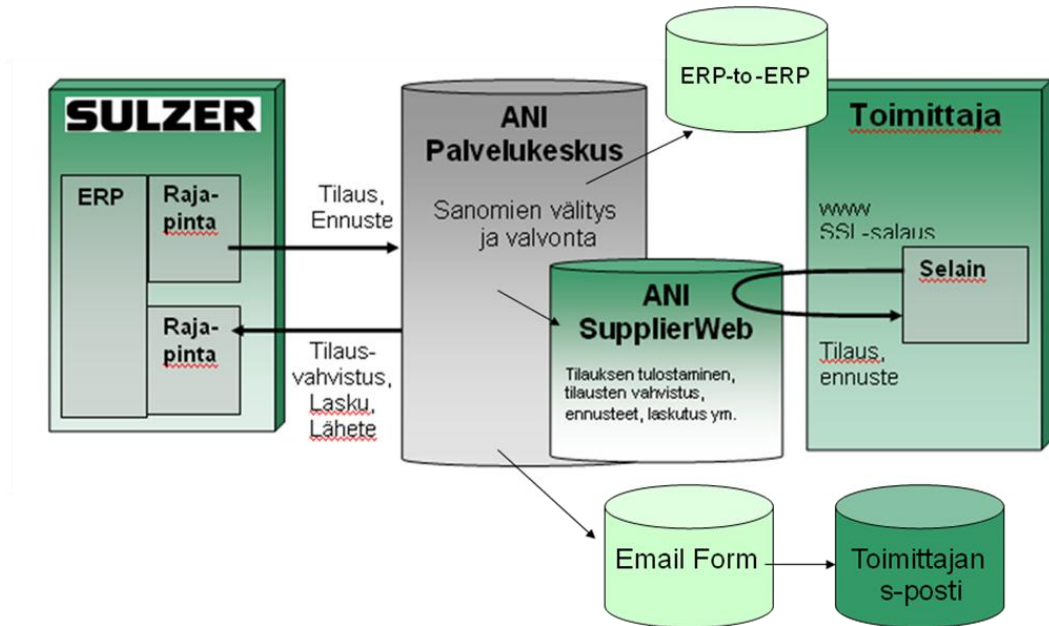 SULZER
ERP
Raja-
pinta
Raja-
pinta
Tilaus,
Ennuste
Tilaus-
vahvistus,
Lasku,
Lähete
ANI
Palvelukeskus
Sanomien välitys
ja valvonta
ERP-to-ERP
ANI
SupplierWeb
Tilauksen tulostaminen,
tilausten vahvistus,
ennusteet, laskutus ym.
Toimittaja
www
SSL-salaus
Selain
Tilaus,
ennuste
Email Form
Toimittajan
s-posti